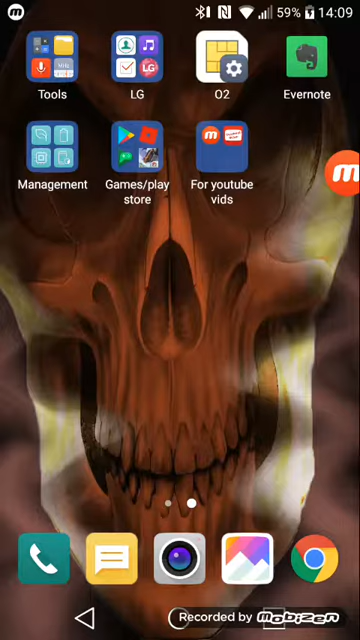 59% 14:09
Tools
LG
O2
Evernote
Management
Games/play
store
For youtube
vids
Recorded by Mobizen